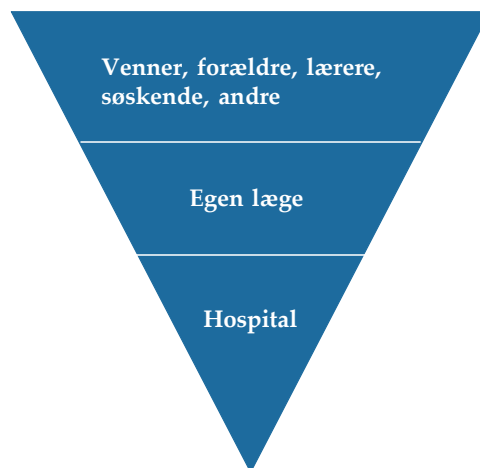 Venner, forældre, lærere,
søskende, andre
Egen læge
Hospital